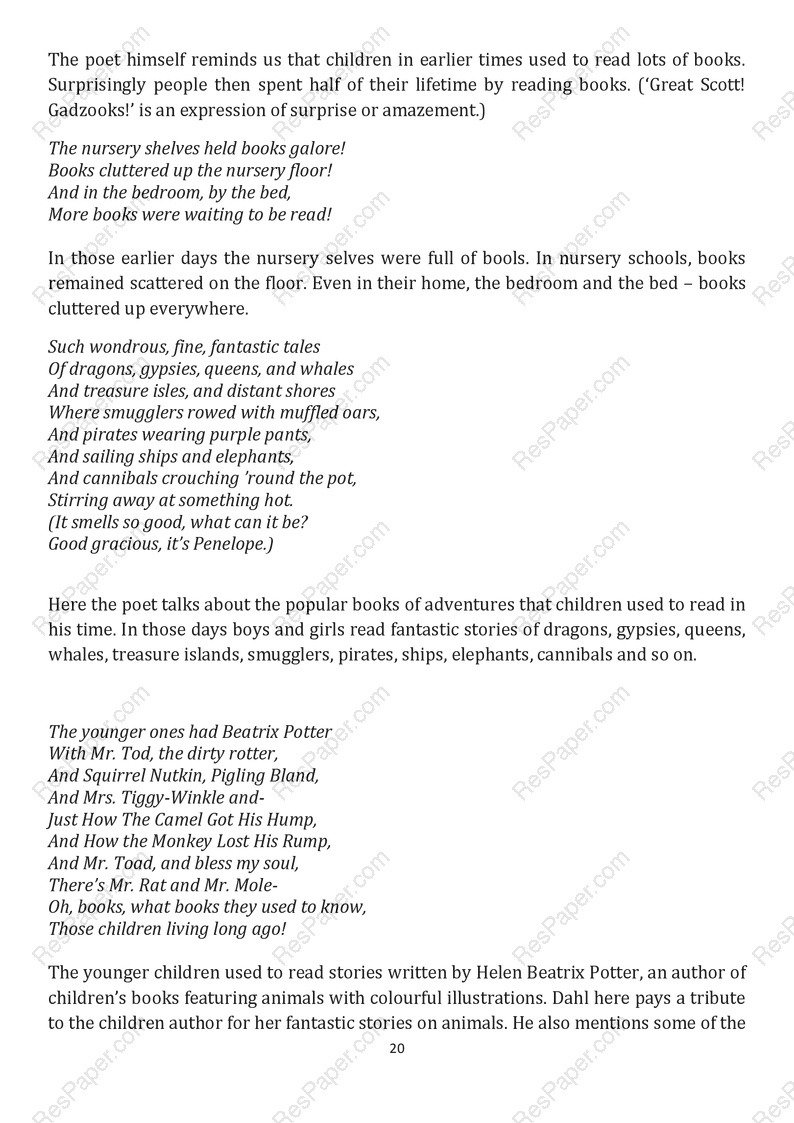 The poet himself reminds us that children in earlier times used to read lots of books.
Surprisingly people then spent half of their lifetime by reading books. (‘Great Scott!
Gadzooks!’ is an expression of surprise or amazement.)
The nursery shelves held books galore!
Books cluttered up the nursery floor!
And in the bedroom, by the bed,
More books were waiting to be read!
In those earlier days the nursery selves were full of bools. In nursery schools, books
remained scattered on the floor. Even in their home, the bedroom and the bed – books
cluttered up everywhere.
Such wondrous, fine, fantastic tales
Of dragons, gypsies, queens, and whales
And treasure isles, and distant shores
Where smugglers rowed with muffled oars,
And pirates wearing purple pants,
And sailing ships and elephants,
And cannibals crouching ’round the pot,
Stirring away at something hot.
(It smells so good, what can it be?
Good gracious, it’s Penelope.)
Here the poet talks about the popular books of adventures that children used to read in
his time. In those days boys and girls read fantastic stories of dragons, gypsies, queens,
whales, treasure islands, smugglers, pirates, ships, elephants, cannibals and so on.
The younger ones had Beatrix Potter
With Mr. Tod, the dirty rotter,
And Squirrel Nutkin, Pigling Bland,
And Mrs. Tiggy-Winkle and-
Just How The Camel Got His Hump,
And How the Monkey Lost His Rump,
And Mr. Toad, and bless my soul,
There’s Mr. Rat and Mr. Mole-
Oh, books, what books they used to know,
Those children living long ago!
The younger children used to read stories written by Helen Beatrix Potter, an author of
children’s books featuring animals with colourful illustrations. Dahl here pays a tribute
to the children author for her fantastic stories on animals. He also mentions some of the
20
ResPaper.com